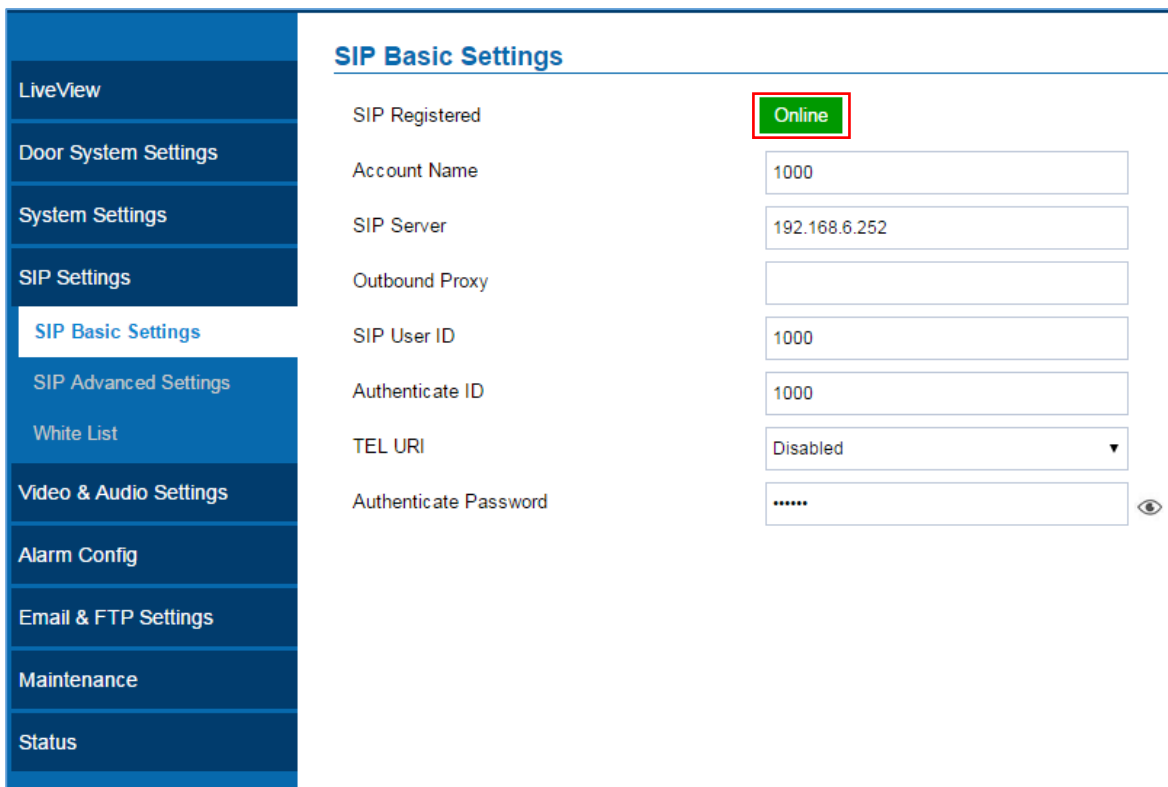 LiveView
Door System Settings
System Settings
SIP Settings
SIP Basic Settings
SIP Advanced Settings
White List
Video & Audio Settings
Alarm Config
Email & FTP Settings
Maintenance
Status
SIP Basic Settings
SIP Registered Online
Account Name 1000
SIP Server 192.168.6.252
Outbound Proxy
SIP User ID 1000
Authenticate ID 1000
TEL URI Disabled
Authenticate Password ••••••